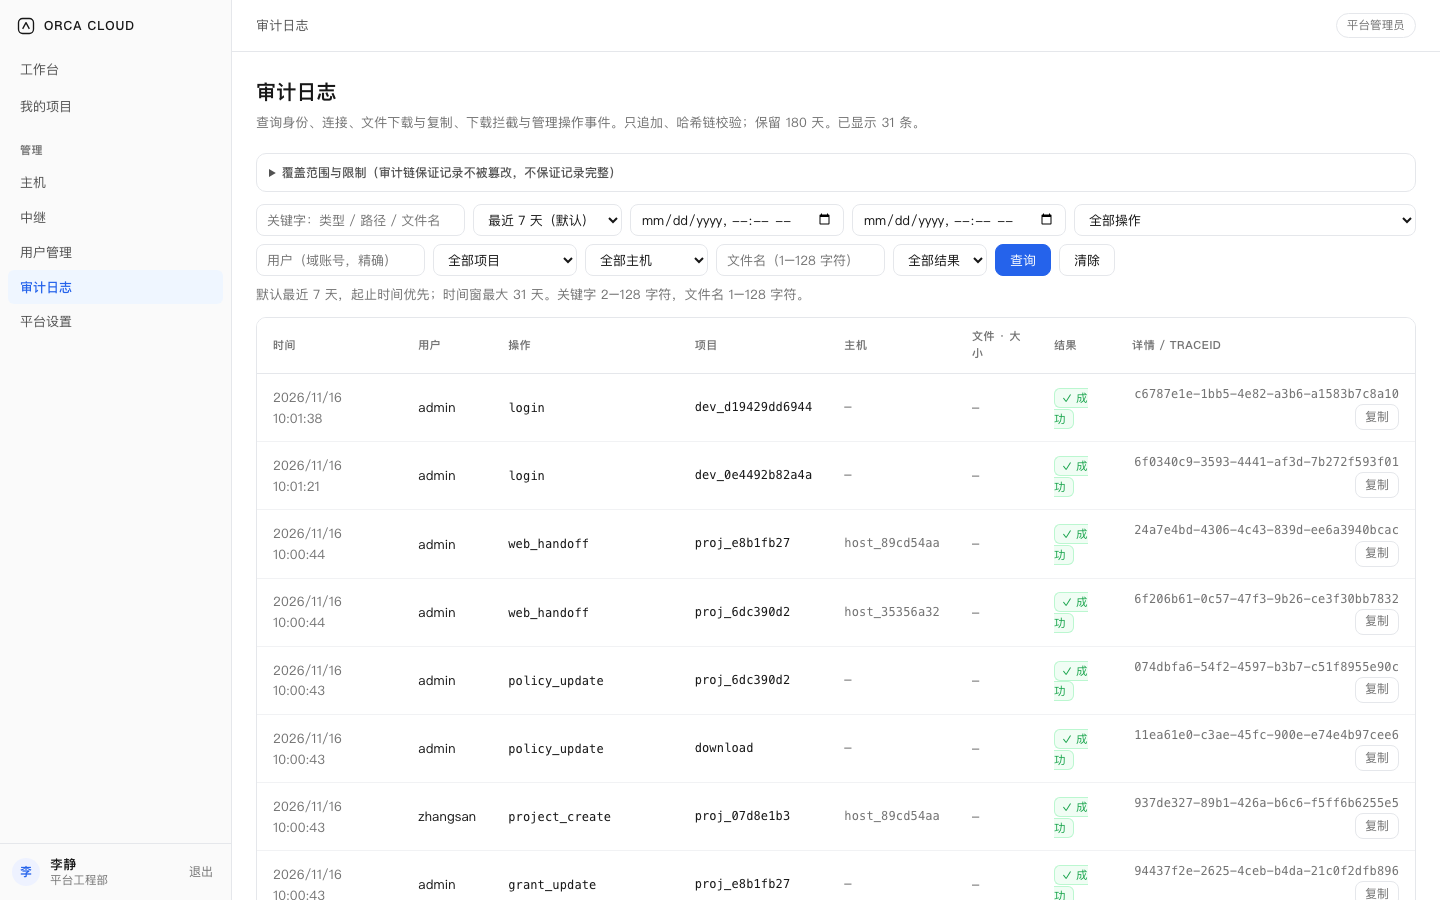 ORCA CLOUD
工作台
我的项目
管理
主机
中继
用户管理
审计日志
平台设置
李
李静
平台工程部
退出
审计日志
平台管理员
审计日志
查询身份、连接、文件下载与复制、下载拦截与管理操作事件。只追加、哈希链校验；保留 180 天。已显示 31 条。
▶ 覆盖范围与限制（审计链保证记录不被篡改，不保证记录完整）
关键字：类型 / 路径 / 文件名
最近 7 天（默认）
mm/dd/yyyy, --:-- --
mm/dd/yyyy, --:-- --
全部操作
用户（域账号，精确）
全部项目
全部主机
文件名（1—128 字符）
全部结果
查询
清除
默认最近 7 天，起止时间优先；时间窗最大 31 天。关键字 2—128 字符，文件名 1—128 字符。
时间 用户 操作 项目 主机 文件 · 大小 结果 详情 / TRACEID
2026/11/16 10:01:38 admin login dev_d19429dd6944 — — ✓ 成功 c6787e1e-1bb5-4e82-a3b6-a1583b7c8a10 复制
2026/11/16 10:01:21 admin login dev_0e4492b82a4a — — ✓ 成功 6f0340c9-3593-4441-af3d-7b272f593f01 复制
2026/11/16 10:00:44 admin web_handoff proj_e8b1fb27 host_89cd54aa — ✓ 成功 24a7e4bd-4306-4c43-839d-ee6a3940bcac 复制
2026/11/16 10:00:44 admin web_handoff proj_6dc390d2 host_35356a32 — ✓ 成功 6f206b61-0c57-47f3-9b26-ce3f30bb7832 复制
2026/11/16 10:00:43 admin policy_update proj_6dc390d2 — — ✓ 成功 074dbfa6-54f2-4597-b3b7-c51f8955e90c 复制
2026/11/16 10:00:43 admin policy_update download — — ✓ 成功 11ea61e0-c3ae-45fc-900e-e74e4b97cee6 复制
2026/11/16 10:00:43 zhangsan project_create proj_07d8e1b3 host_89cd54aa — ✓ 成功 937de327-89b1-426a-b6c6-f5ff6b6255e5 复制
2026/11/16 10:00:43 admin grant_update proj_e8b1fb27 — — ✓ 成功 94437f2e-2625-4ceb-b4da-21c0f2dfb896 复制